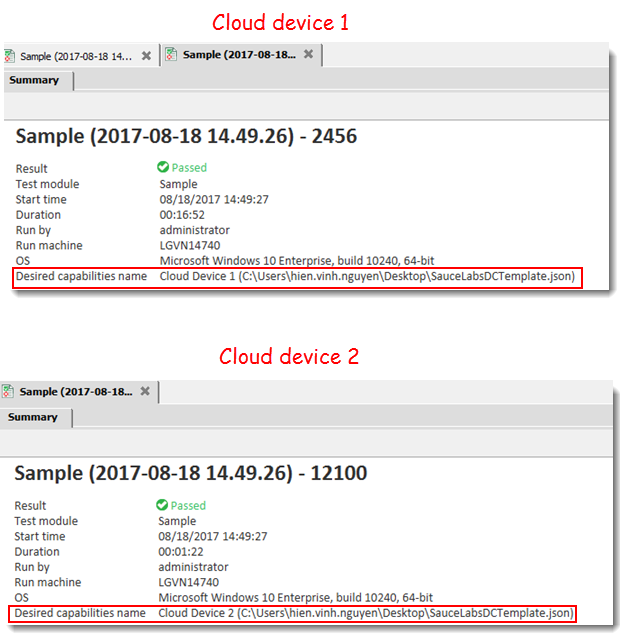 Cloud device 1
Sample (2017-08-18 14.... Sample (2017-08-18...
Summary
Sample (2017-08-18 14.49.26) - 2456
Result Passed
Test module Sample
Start time 08/18/2017 14:49:27
Duration 00:16:52
Run by administrator
Run machine LGVN14740
OS Microsoft Windows 10 Enterprise, build 10240, 64-bit
Desired capabilities name Cloud Device 1 (C:\Users\hien.vinh.nguyen\Desktop\SauceLabsDCTemplate.json)
Cloud device 2
Sample (2017-08-18...
Summary
Sample (2017-08-18 14.49.26) - 12100
Result Passed
Test module Sample
Start time 08/18/2017 14:49:27
Duration 00:01:22
Run by administrator
Run machine LGVN14740
OS Microsoft Windows 10 Enterprise, build 10240, 64-bit
Desired capabilities name Cloud Device 2 (C:\Users\hien.vinh.nguyen\Desktop\SauceLabsDCTemplate.json)